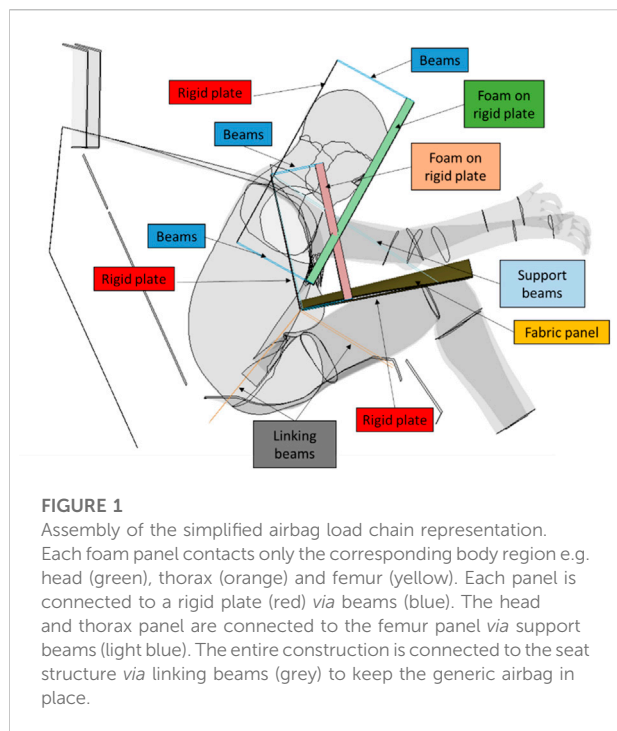 Beams
Rigid plate
Foam on
rigid plate
Beams
Foam on
rigid plate
Beams
Rigid plate
Support
beams
Fabric panel
Rigid plate
Linking
beams
FIGURE 1
Assembly of the simplified airbag load chain representation.
Each foam panel contacts only the corresponding body region e.g.
head (green), thorax (orange) and femur (yellow). Each panel is
connected to a rigid plate (red) via beams (blue). The head
and thorax panel are connected to the femur panel via support
beams (light blue). The entire construction is connected to the seat
structure via linking beams (grey) to keep the generic airbag in
place.